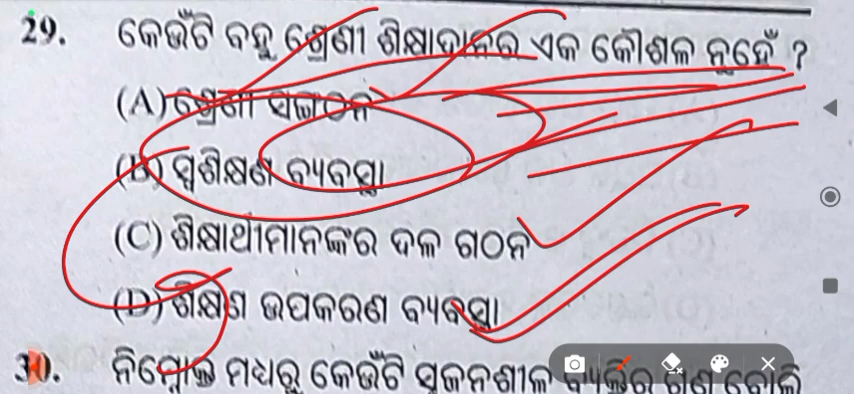 29. କେଉଁଟି ବହୁ ଶ୍ରେଣୀ ଶିକ୍ଷାଦାନର ଏକ କୌଶଳ ନୁହେଁ ?
(A) ଶ୍ରେଣୀ ସଙ୍ଗଠନ
(B) ସ୍ୱଶିକ୍ଷଣ ବ୍ୟବସ୍ଥା
(C) ଶିକ୍ଷାର୍ଥୀମାନଙ୍କର ଦଳ ଗଠନ
(D) ଶିକ୍ଷଣ ଉପକରଣ ବ୍ୟବସ୍ଥା
30. ନିମ୍ନୋକ୍ତ ମଧ୍ୟରୁ କେଉଁଟି ସୃଜନଶୀଳ ବ୍ୟକ୍ତିର ଗୁଣ ବୋଲି